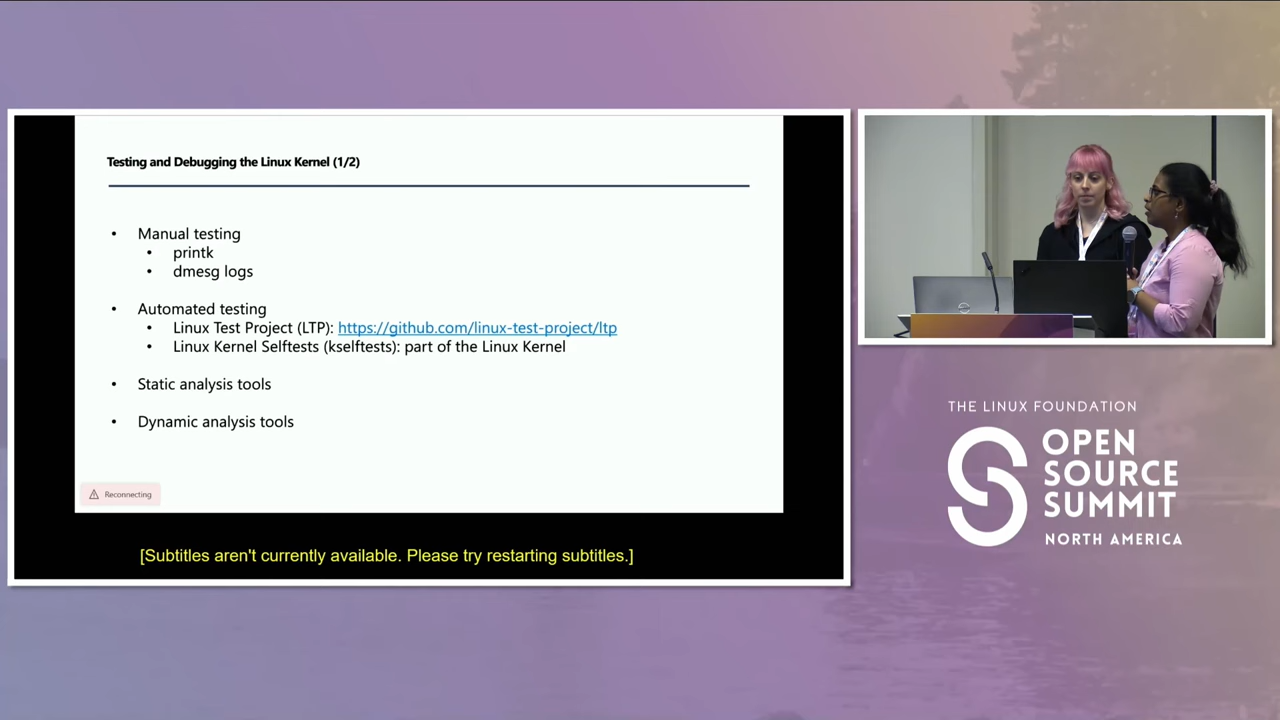 Testing and Debugging the Linux Kernel (1/2)
• Manual testing
• printk
• dmesg logs
• Automated testing
• Linux Test Project (LTP): https://github.com/linux-test-project/ltp
• Linux Kernel Selftests (kselftests): part of the Linux Kernel
• Static analysis tools
• Dynamic analysis tools
Reconnecting
[Subtitles aren't currently available. Please try restarting subtitles.]
THE LINUX FOUNDATION
OPEN
SOURCE
SUMMIT
NORTH AMERICA